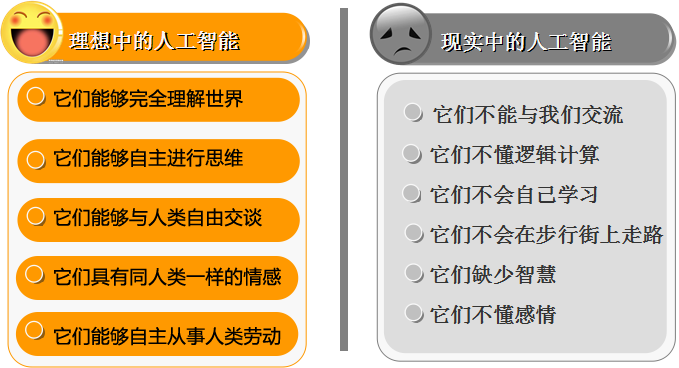 理想中的人工智能
它们能够完全理解世界
它们能够自主进行思维
它们能够与人类自由交谈
它们具有同人类一样的情感
它们能够自主从事人类劳动
现实中的人工智能
它们不能与我们交流
它们不懂逻辑计算
它们不会自己学习
它们不会在步行街上走路
它们缺少智慧
它们不懂感情